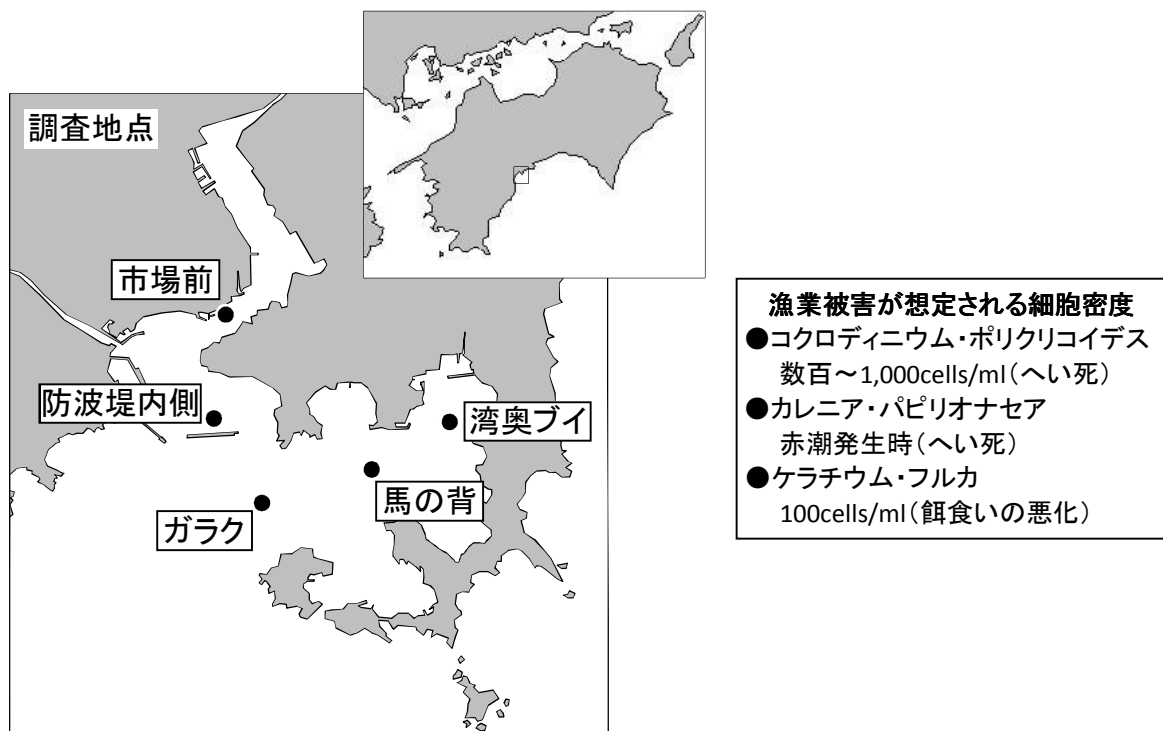 調査地点
市場前
防波堤内側
湾奥ブイ
馬の背
ガラク
漁業被害が想定される細胞密度
●コクロディニウム・ポリクリコイデス
数百～1,000cells/ml(へい死)
●カレニア・パピリオナセア
赤潮発生時(へい死)
●ケラチウム・フルカ
100cells/ml(餌食いの悪化)